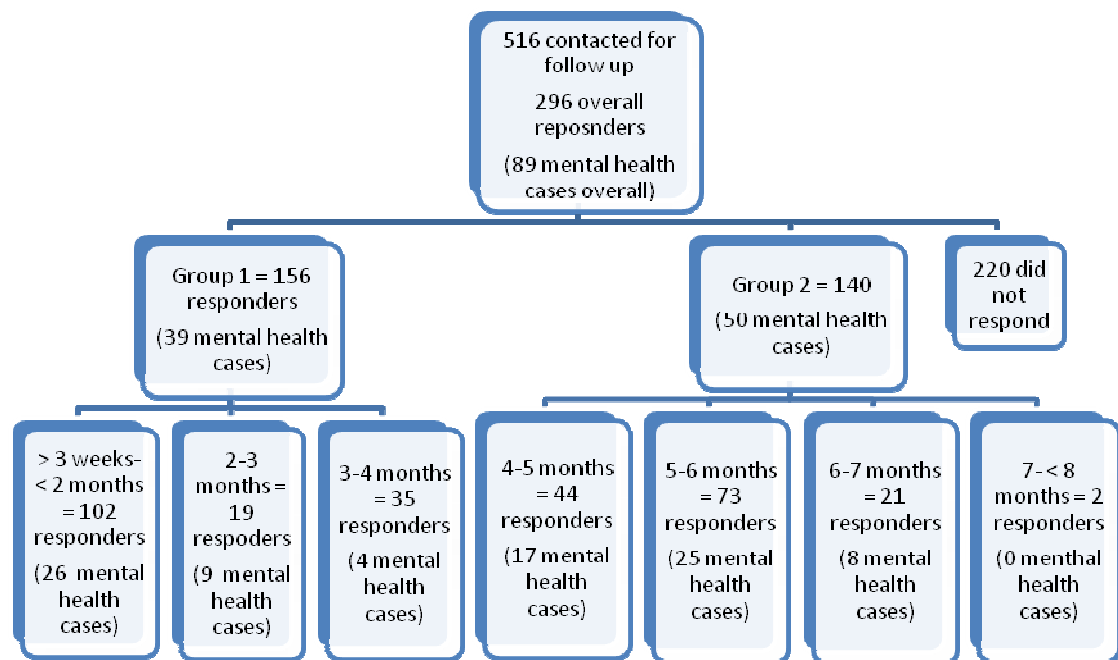 516 contacted for
follow up
296 overall
reposnders
(89 mental health
cases overall)
Group 1 = 156
responders
(39 mental health
cases)
Group 2 = 140
(50 mental health
cases)
220 did
not
respond
> 3 weeks-
< 2 months
= 102
responders
(26 mental
health
cases)
2-3
months =
19
respoders
(9 mental
health
cases)
3-4 months
= 35
responders
(4 mental
health
cases)
4-5 months
= 44
responders
(17 mental
health
cases)
5-6 months
= 73
responders
(25 mental
health
cases)
6-7 months
= 21
responders
(8 mental
health
cases)
7- < 8
months = 2
responders
(0 menthal
health
cases)